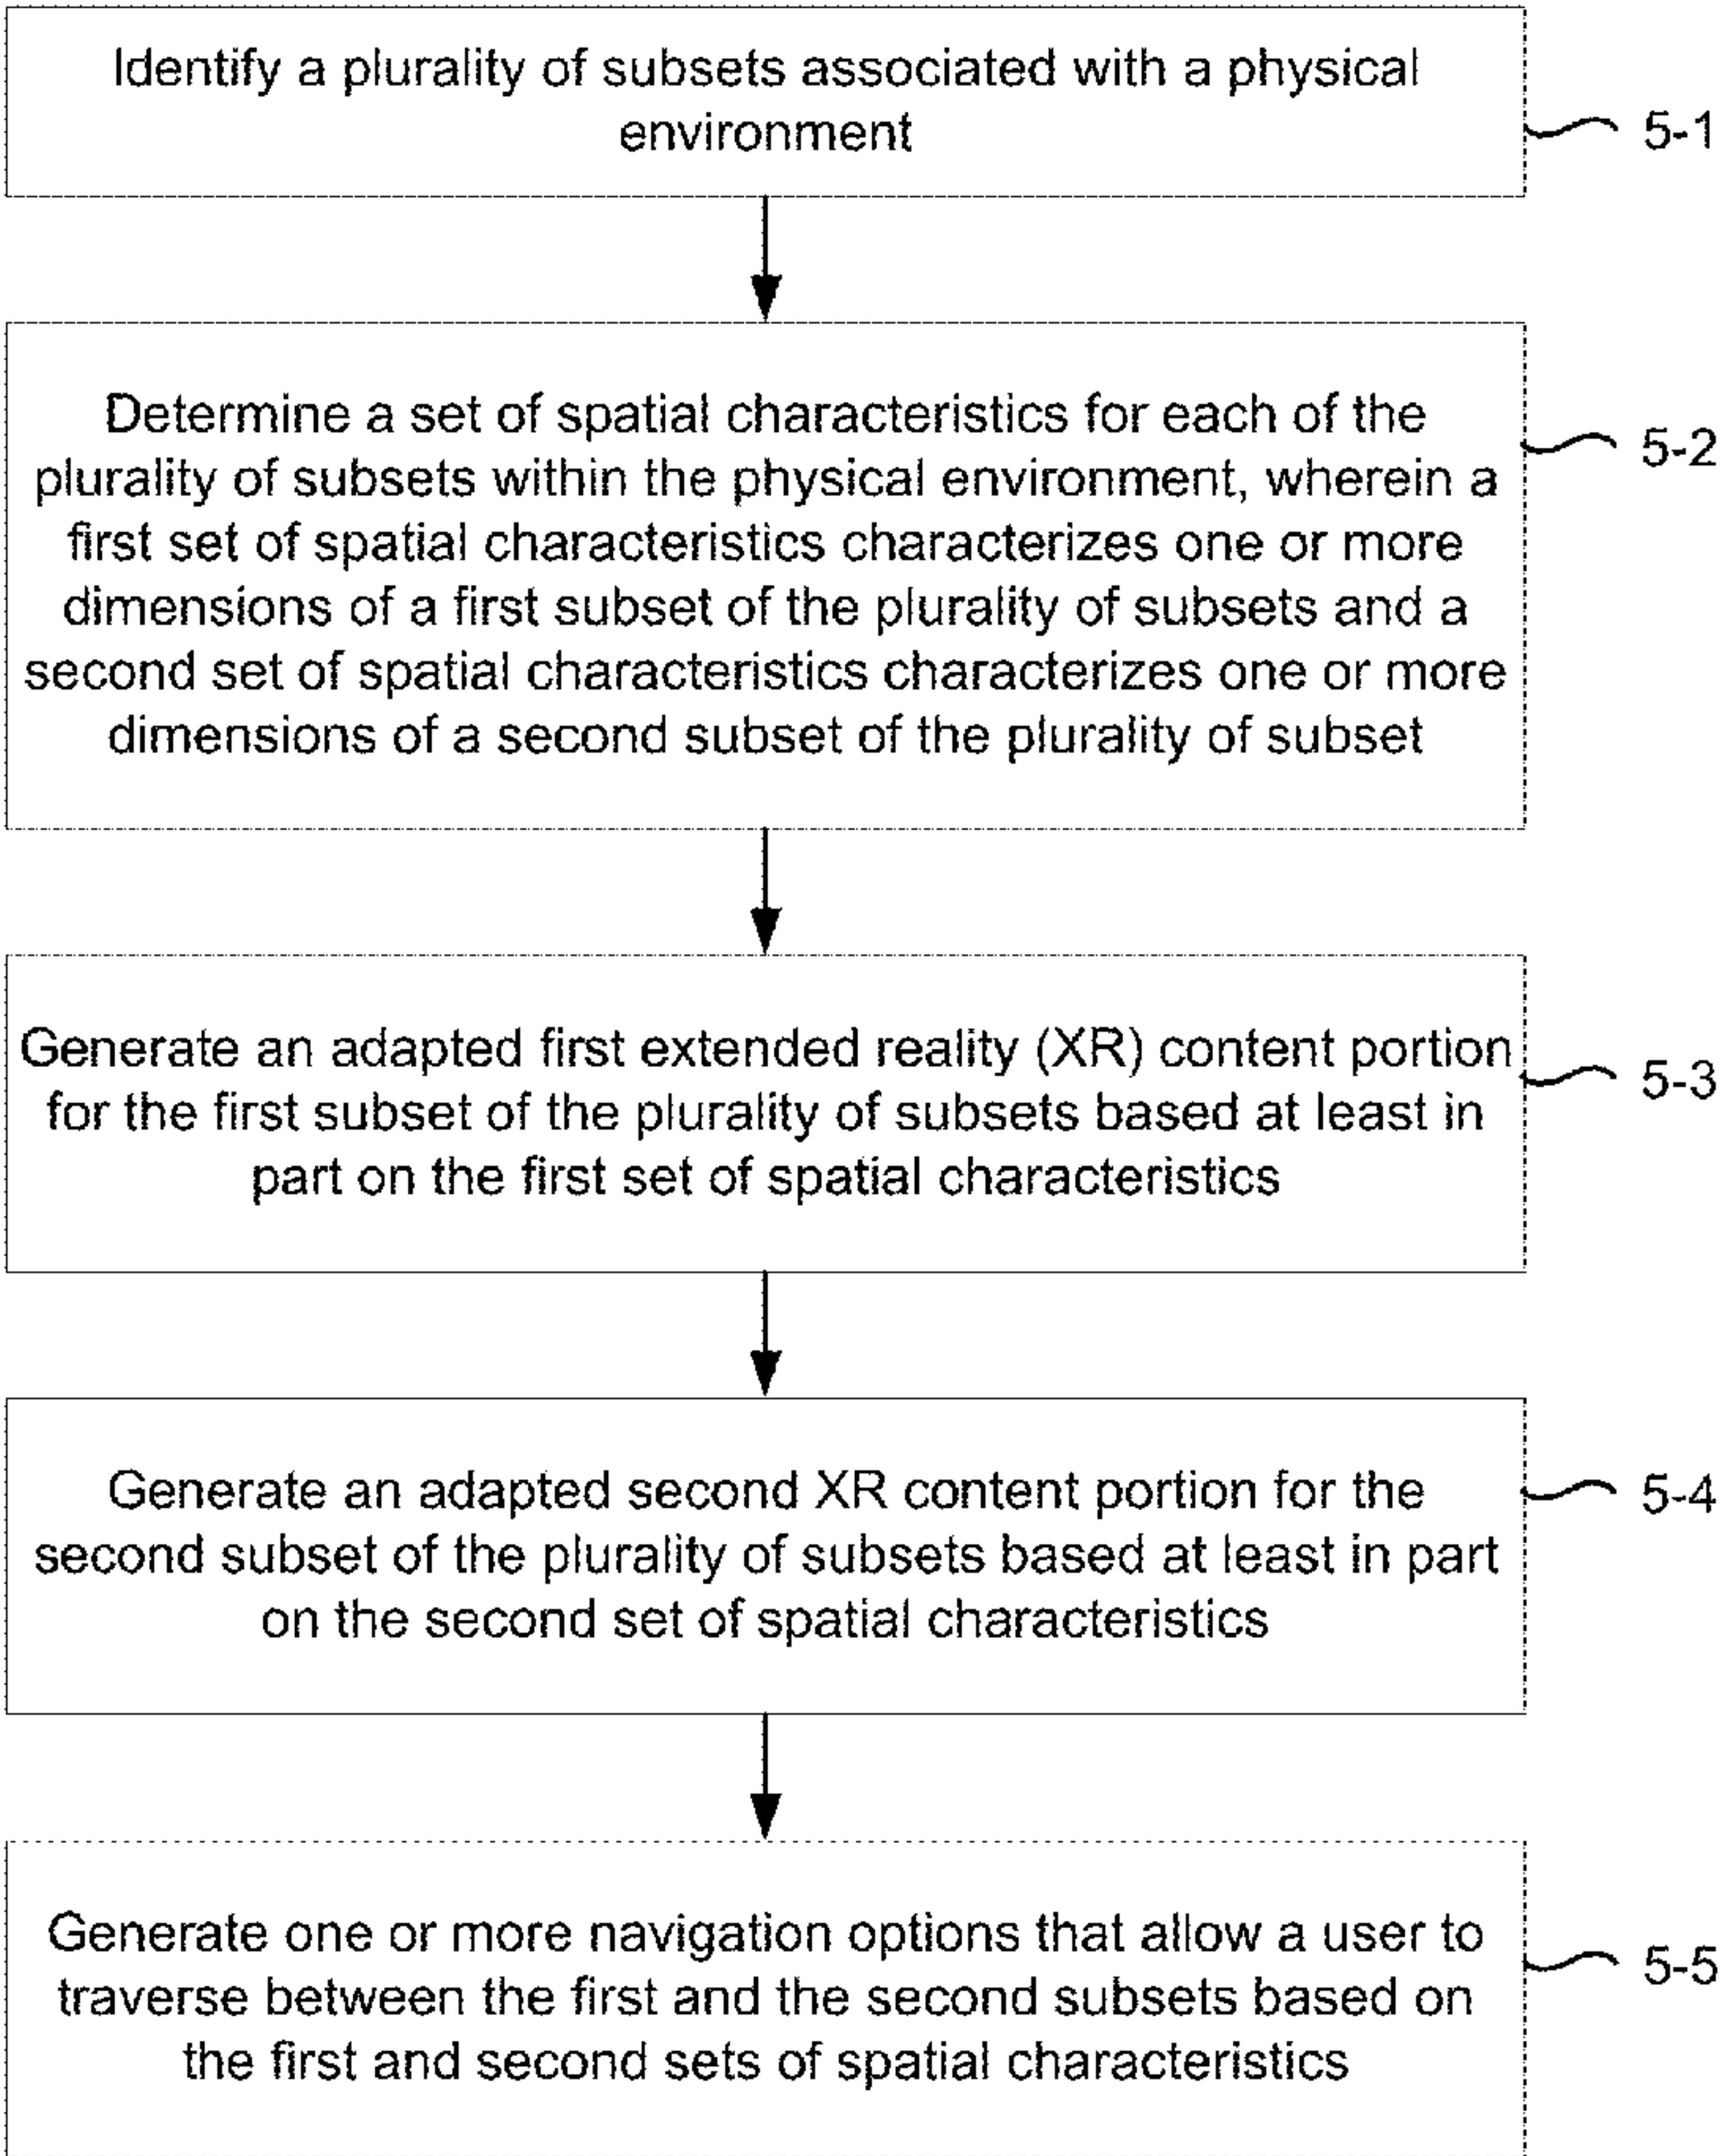 Identify a plurality of subsets associated with a physical
environment
5-1
Determine a set of spatial characteristics for each of the
plurality of subsets within the physical environment, wherein a
first set of spatial characteristics characterizes one or more
dimensions of a first subset of the plurality of subsets and a
second set of spatial characteristics characterizes one or more
dimensions of a second subset of the plurality of subset
5-2
Generate an adapted first extended reality (XR) content portion
for the first subset of the plurality of subsets based at least in
part on the first set of spatial characteristics
5-3
Generate an adapted second XR content portion for the
second subset of the plurality of subsets based at least in part
on the second set of spatial characteristics
5-4
Generate one or more navigation options that allow a user to
traverse between the first and the second subsets based on
the first and second sets of spatial characteristics
5-5